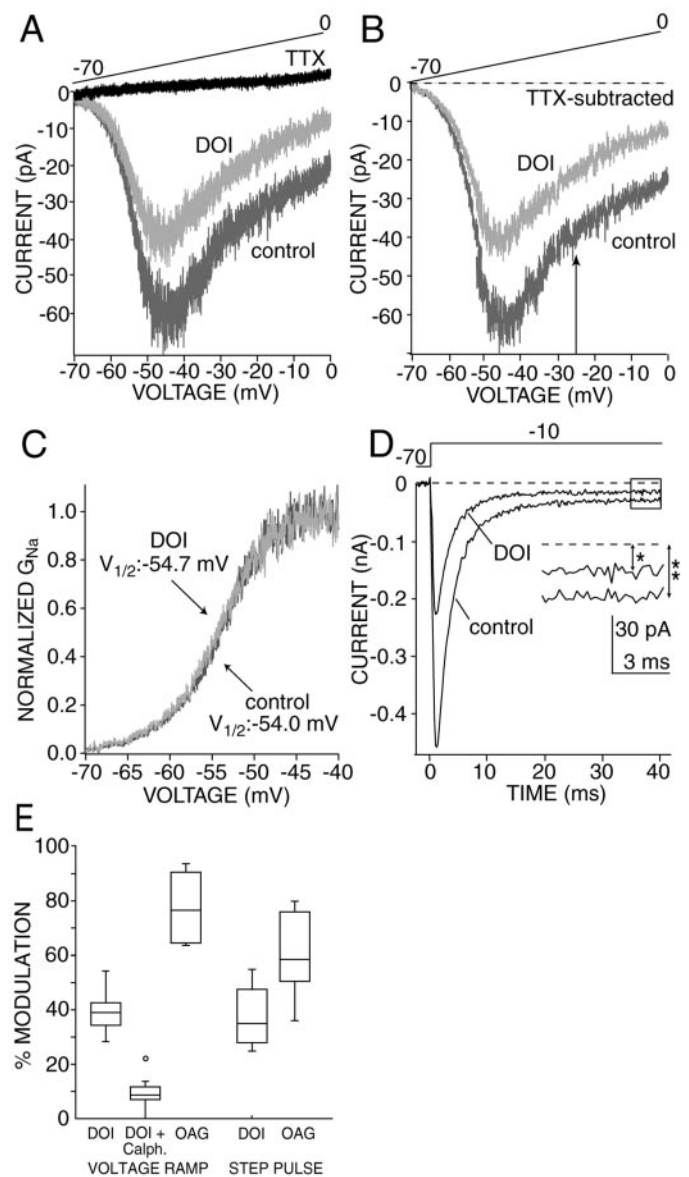 A
0
-70
TTX
0
-10
-20
-30
-40
-50
-60
CURRENT (pA)
DOI
control
-70 -60 -50 -40 -30 -20 -10 0
VOLTAGE (mV)
B
0
-70
TTX-subtracted
0
-10
-20
-30
-40
-50
-60
CURRENT (pA)
DOI
control
-70 -60 -50 -40 -30 -20 -10 0
VOLTAGE (mV)
C
1.0
0.8
0.6
0.4
0.2
0.0
NORMALIZED GNa
DOI
V1/2:-54.7 mV
control
V1/2:-54.0 mV
-70 -65 -60 -55 -50 -45 -40
VOLTAGE (mV)
D
-10
-70
0
-0.1
-0.2
-0.3
-0.4
CURRENT (nA)
DOI
control
*
**
30 pA
3 ms
0 10 20 30 40
TIME (ms)
E
100
80
60
40
20
0
% MODULATION
DOI DOI + Calph. OAG DOI OAG
VOLTAGE RAMP STEP PULSE